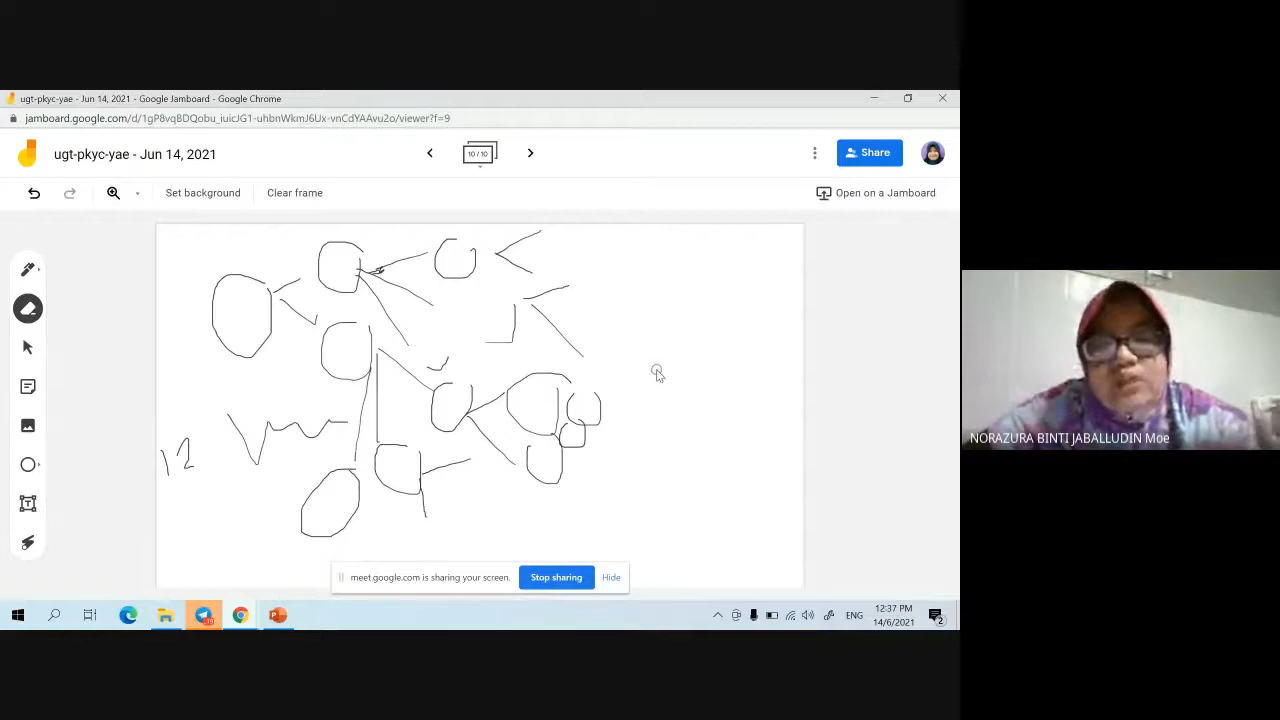 ugt-pkyc-yae - Jun 14, 2021 - Google Jamboard - Google Chrome
jamboard.google.com/d/1gP8vqBDQobu_iuicJG1-uhbnWkmJ6Ux-vnCdYAAvu2o/viewer?f=9
ugt-pkyc-yae - Jun 14, 2021
10 / 10
Share
Set background
Clear frame
Open on a Jamboard
12
NORAZURA BINTI JABALLUDIN Moe
meet.google.com is sharing your screen.
Stop sharing
Hide
ENG
12:37 PM
14/6/2021
2